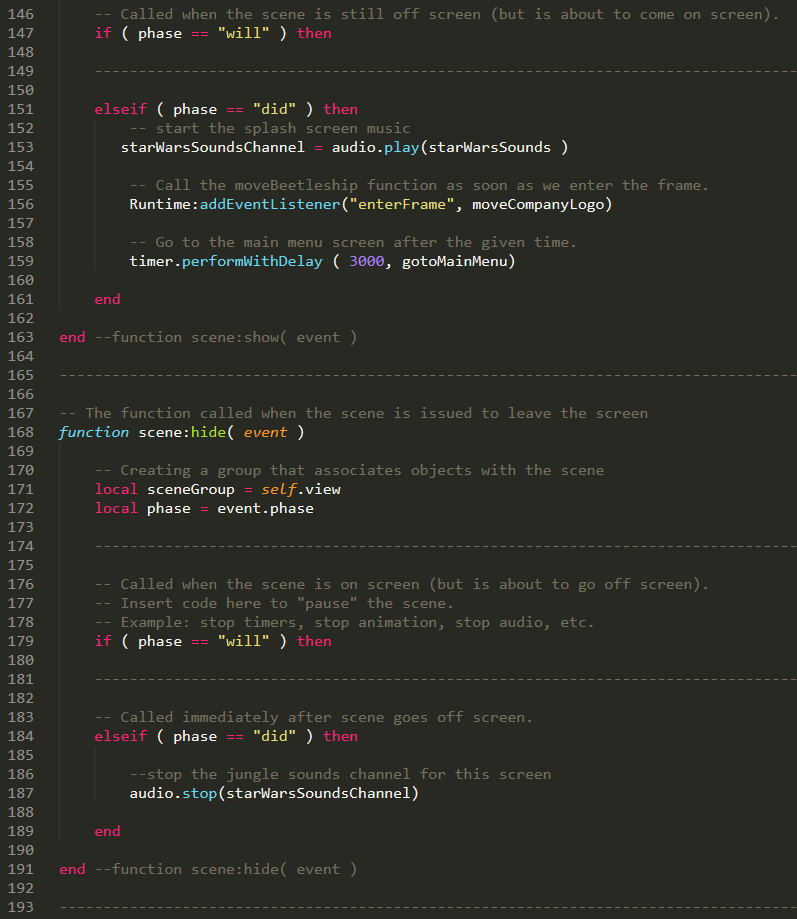 146 -- Called when the scene is still off screen (but is about to come on screen).
147 if ( phase == "will" ) then
148
149 --------------------------------------------------------------------------------
150
151 elseif ( phase == "did" ) then
152 -- start the splash screen music
153 starWarsSoundsChannel = audio.play(starWarsSounds )
154
155 -- Call the moveBeetleship function as soon as we enter the frame.
156 Runtime:addEventListener("enterFrame", moveCompanyLogo)
157
158 -- Go to the main menu screen after the given time.
159 timer.performWithDelay ( 3000, gotoMainMenu)
160
161 end
162
163 end --function scene:show( event )
164
165 ------------------------------------------------------------------------------------
166
167 -- The function called when the scene is issued to leave the screen
168 function scene:hide( event )
169
170 -- Creating a group that associates objects with the scene
171 local sceneGroup = self.view
172 local phase = event.phase
173
174 --------------------------------------------------------------------------------
175
176 -- Called when the scene is on screen (but is about to go off screen).
177 -- Insert code here to "pause" the scene.
178 -- Example: stop timers, stop animation, stop audio, etc.
179 if ( phase == "will" ) then
180
181 --------------------------------------------------------------------------------
182
183 -- Called immediately after scene goes off screen.
184 elseif ( phase == "did" ) then
185
186 --stop the jungle sounds channel for this screen
187 audio.stop(starWarsSoundsChannel)
188
189 end
190
191 end --function scene:hide( event )
192
193 ------------------------------------------------------------------------------------